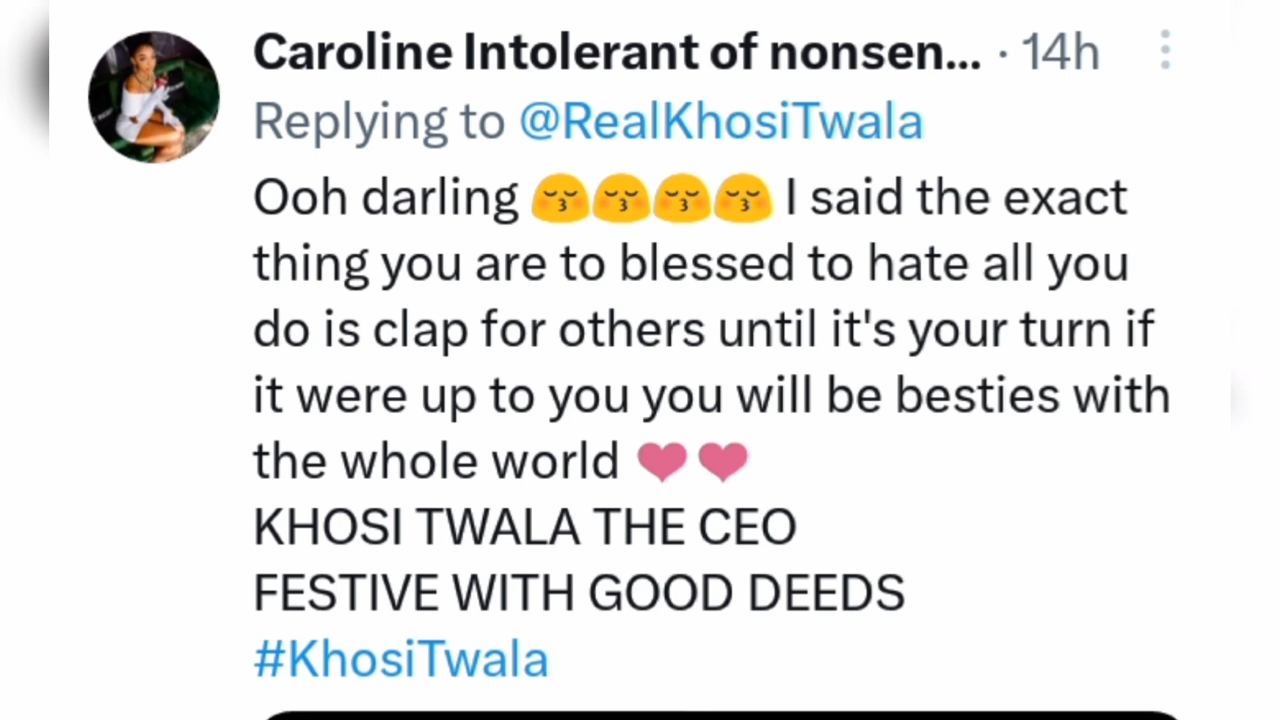 Caroline Intolerant of nonsen... · 14h
Replying to @RealKhosiTwala
Ooh darling 😚😚😚😚 I said the exact
thing you are to blessed to hate all you
do is clap for others until it's your turn if
it were up to you you will be besties with
the whole world ❤❤
KHOSI TWALA THE CEO
FESTIVE WITH GOOD DEEDS
#KhosiTwala